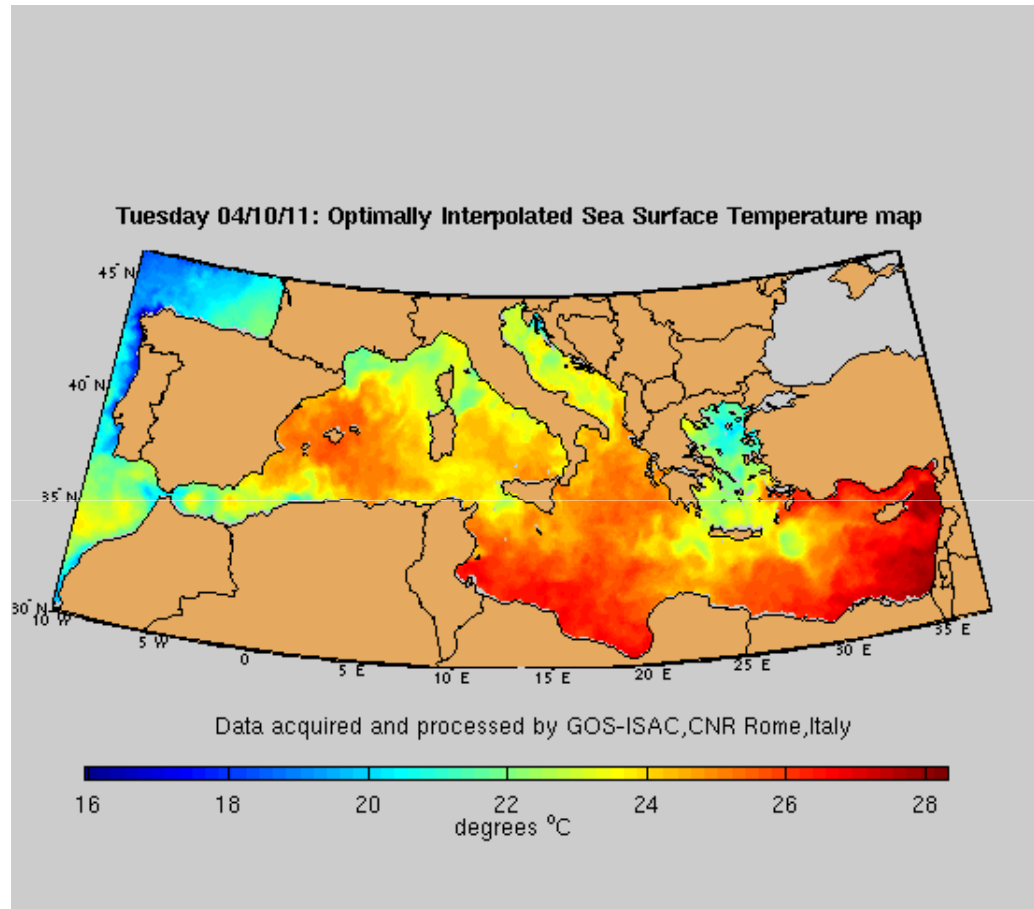 Tuesday 04/10/11: Optimally Interpolated Sea Surface Temperature map
45° N
40° N
35° N
30° N
10 W
5 W
0
5 E
10 E
15 E
20 E
25 E
30 E
35 E
Data acquired and processed by GOS-ISAC,CNR Rome,Italy
16 18 20 22 24 26 28
degrees °C